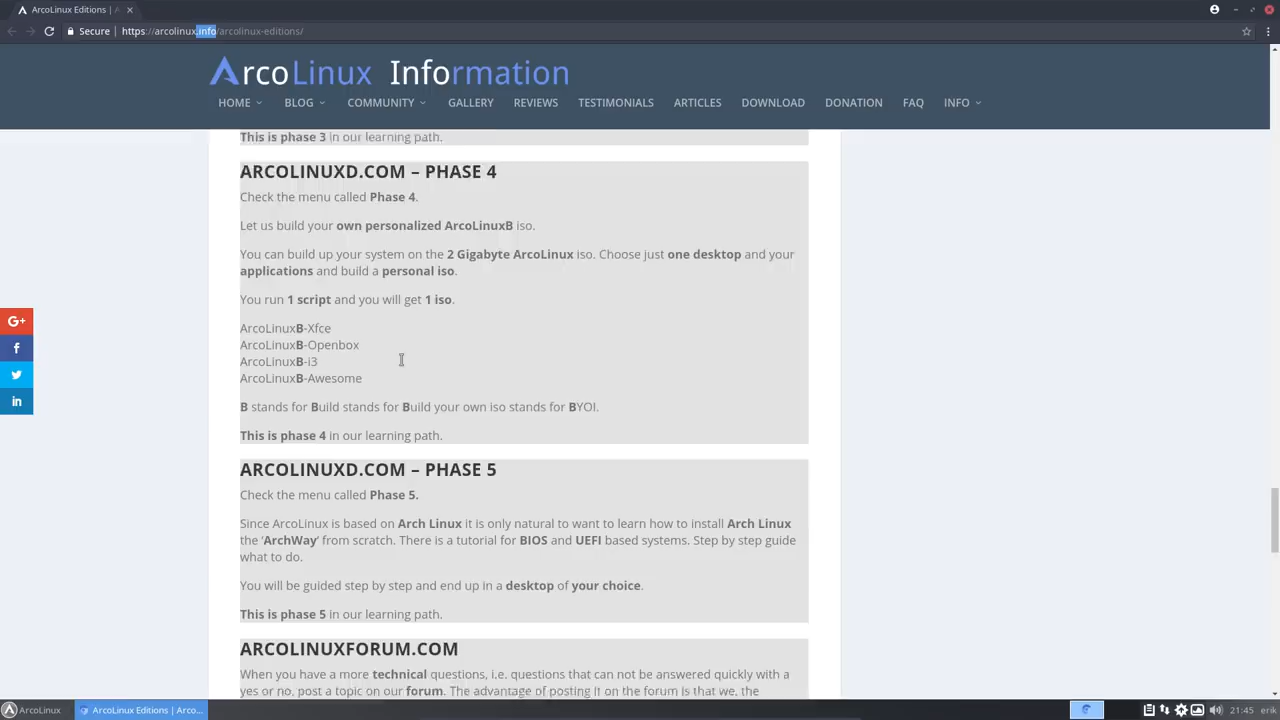 ArcoLinux Editions | A
Secure
https://arcolinux.info/arcolinux-editions/
ArcoLinux Information
HOME BLOG COMMUNITY GALLERY REVIEWS TESTIMONIALS ARTICLES DOWNLOAD DONATION FAQ INFO
This is phase 3 in our learning path.
ARCOLINUXD.COM – PHASE 4
Check the menu called Phase 4.
Let us build your own personalized ArcoLinuxB iso.
You can build up your system on the 2 Gigabyte ArcoLinux iso. Choose just one desktop and your
applications and build a personal iso.
You run 1 script and you will get 1 iso.
ArcoLinuxB-Xfce
ArcoLinuxB-Openbox
ArcoLinuxB-i3
ArcoLinuxB-Awesome
B stands for Build stands for Build your own iso stands for BYOI.
This is phase 4 in our learning path.
ARCOLINUXD.COM – PHASE 5
Check the menu called Phase 5.
Since ArcoLinux is based on Arch Linux it is only natural to want to learn how to install Arch Linux
the ‘ArchWay’ from scratch. There is a tutorial for BIOS and UEFI based systems. Step by step guide
what to do.
You will be guided step by step and end up in a desktop of your choice.
This is phase 5 in our learning path.
ARCOLINUXFORUM.COM
When you have a more technical questions, i.e. questions that can not be answered quickly with a
yes or no, post a topic on our forum. The advantage of posting it on the forum is that we, the
G+
f
in
ArcoLinux
ArcoLinux Editions | Arco...
21:45 erik